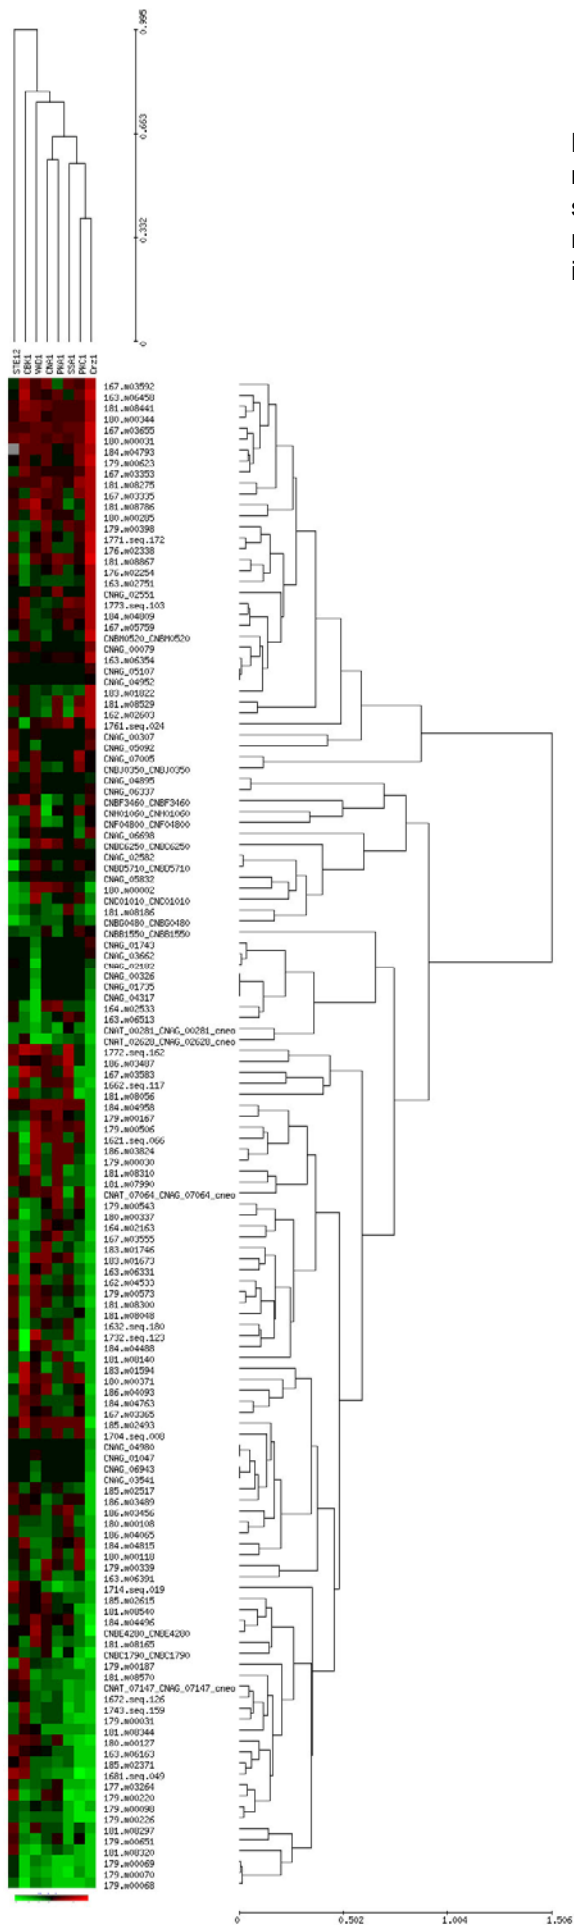 0.995
0.663
0.332
0
STE12
CBK1
VAD1
CNA1
PKA1
SSA1
PKC1
Crz1
167.m03592
163.m06458
181.m08441
180.m00344
167.m03655
180.m00031
184.m04793
179.m00623
167.m03353
181.m08275
167.m03335
181.m08786
180.m00285
179.m00398
1771.seq.172
176.m02338
181.m08867
176.m02254
163.m02751
CNAG_02551
1773.seq.103
184.m04809
167.m05759
CNBM0520_CNBM0520
CNAG_00079
163.m06354
CNAG_05107
CNAG_04952
183.m01822
181.m08529
162.m02603
1761.seq.024
CNAG_00307
CNAG_05092
CNAG_07005
CNBJ0350_CNBJ0350
CNAG_04895
CNAG_06337
CNBF3460_CNBF3460
CNH01060_CNH01060
CNF04800_CNF04800
CNAG_06698
CNBC6250_CNBC6250
CNAG_02582
CNBD5710_CNBD5710
CNAG_05832
180.m00002
CNC01010_CNC01010
181.m08186
CNBG0480_CNBG0480
CNBB1550_CNBB1550
CNAG_01743
CNAG_03662
CNAG_02182
CNAG_00326
CNAG_01735
CNAG_04317
164.m02533
163.m06513
CNAT_00281_CNAG_00281_cneo
CNAT_02628_CNAG_02628_cneo
1772.seq.162
186.m03487
167.m03583
1662.seq.117
181.m08056
184.m04958
179.m00167
179.m00506
1621.seq.066
186.m03824
179.m00030
181.m08310
181.m07990
CNAT_07064_CNAG_07064_cneo
179.m00543
180.m00337
164.m02163
167.m03555
183.m01746
183.m01673
163.m06331
162.m04533
179.m00573
181.m08300
181.m08048
1632.seq.180
1732.seq.123
184.m04488
181.m08140
183.m01594
180.m00371
186.m04093
184.m04763
167.m03365
185.m02493
1704.seq.008
CNAG_04980
CNAG_01047
CNAG_06943
CNAG_03541
185.m02517
186.m03489
186.m03456
180.m00108
186.m04065
184.m04815
180.m00118
179.m00339
163.m06391
1714.seq.019
185.m02615
181.m08540
184.m04496
CNBE4280_CNBE4280
181.m08165
CNBC1790_CNBC1790
179.m00187
181.m08570
CNAT_07147_CNAG_07147_cneo
1672.seq.126
1743.seq.159
179.m00031
181.m08344
180.m00127
163.m06163
185.m02371
1681.seq.049
177.m03264
179.m00220
179.m00098
179.m00226
181.m08297
179.m00651
181.m08320
179.m00069
179.m00070
179.m00068
0 0.502 1.004 1.506